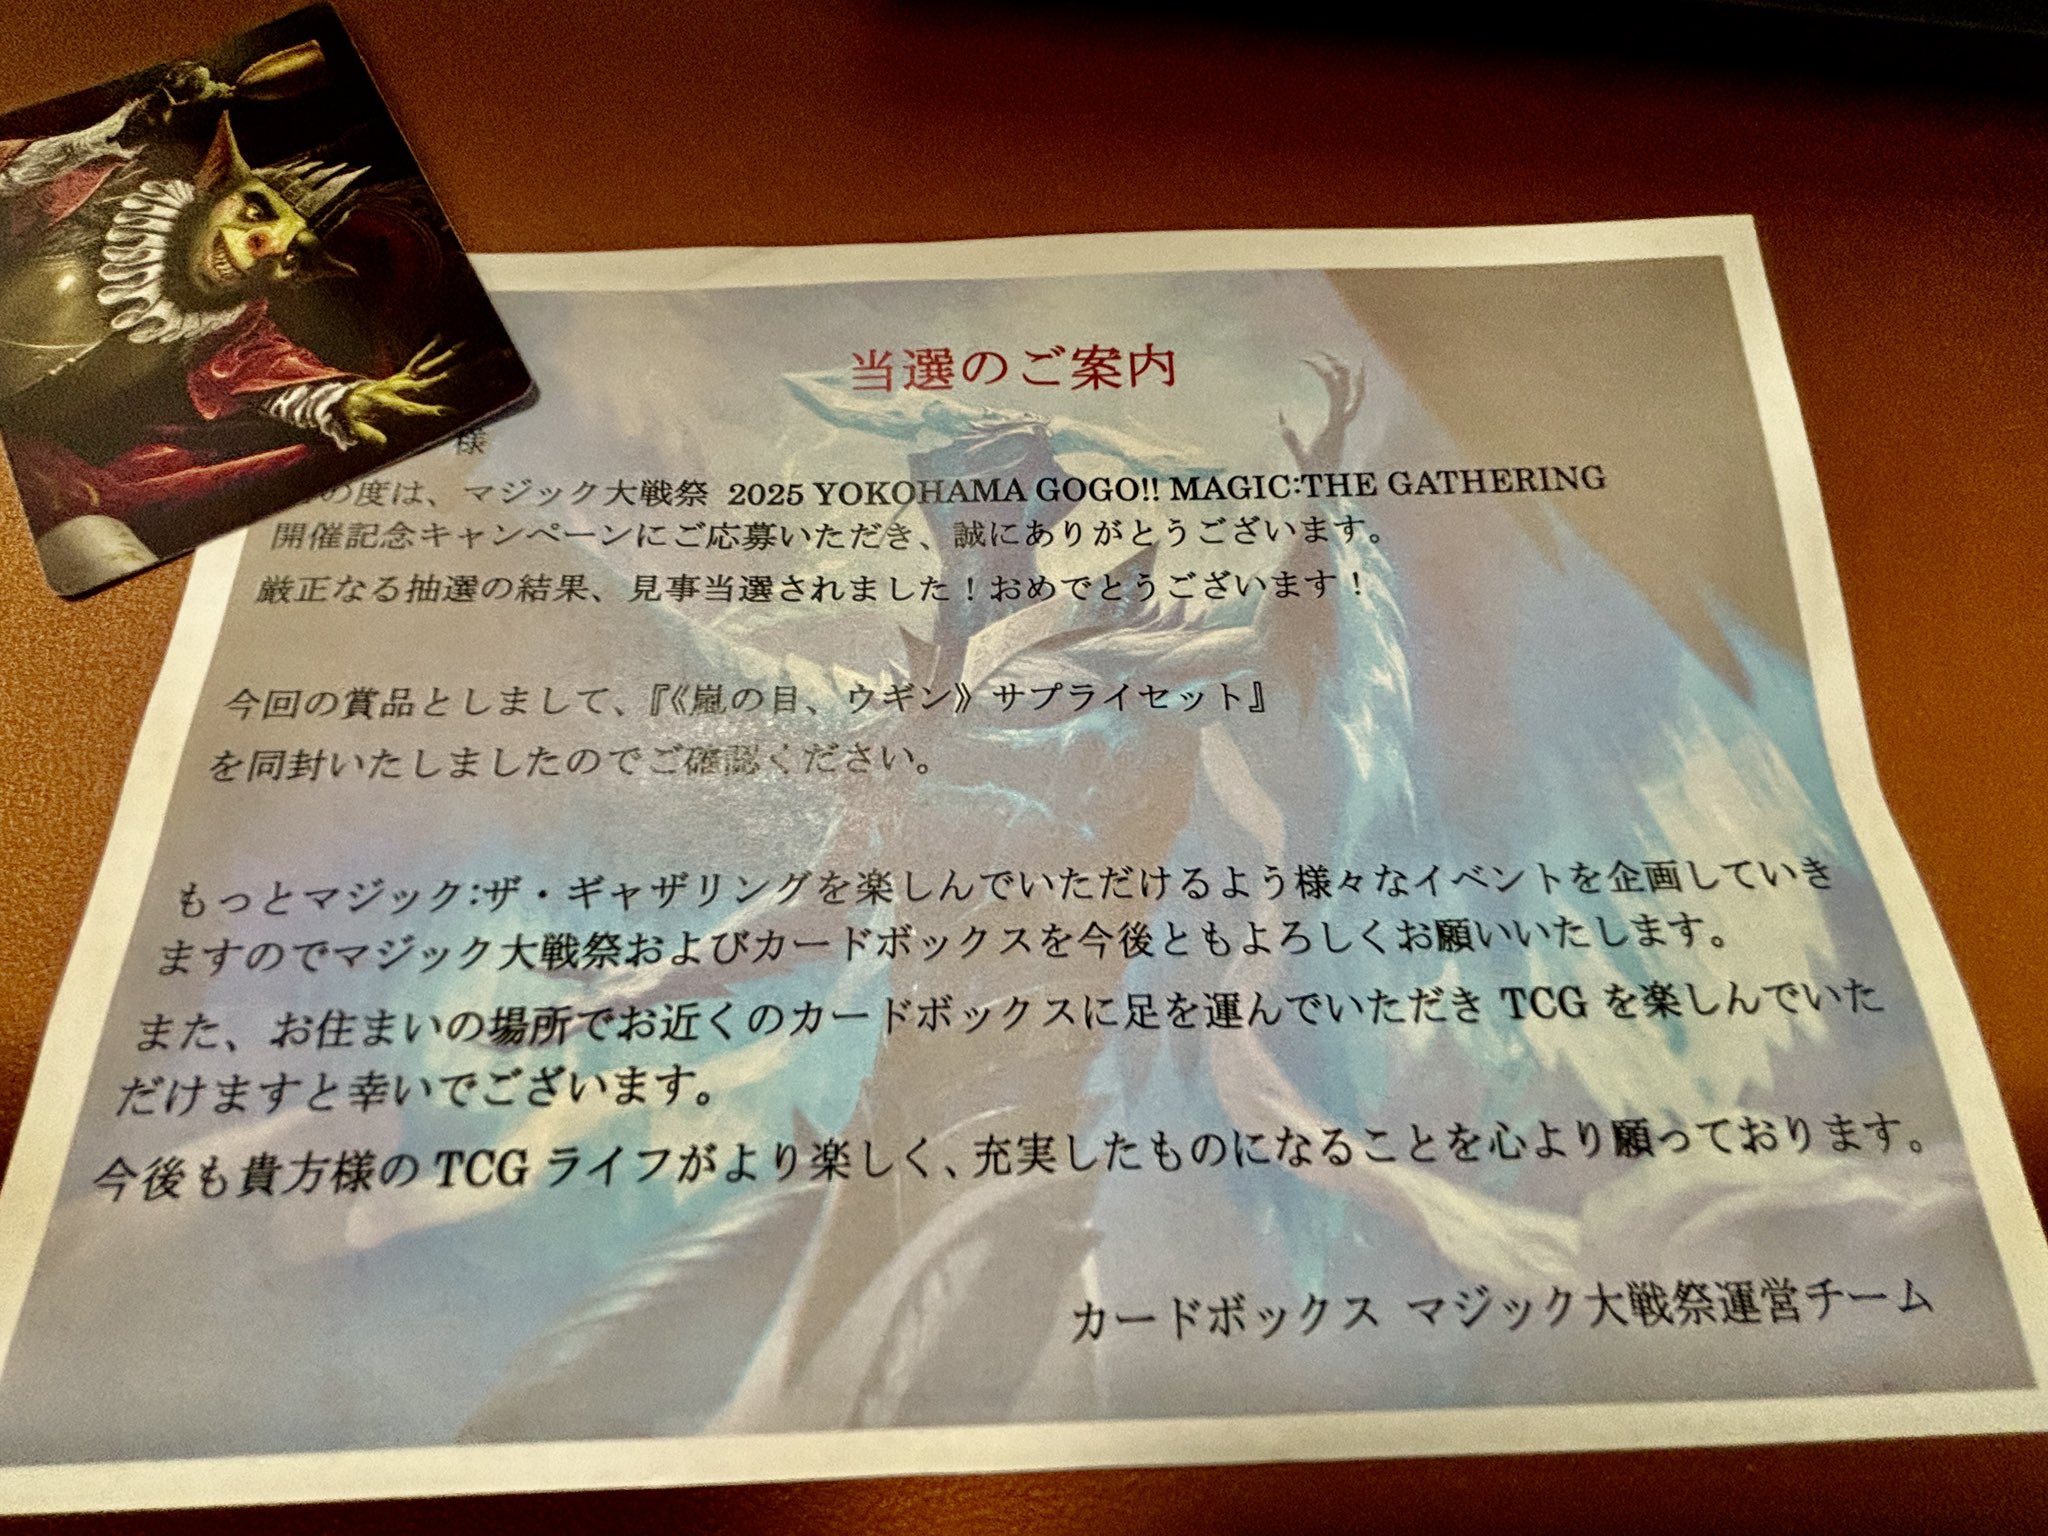 当選のご案内
様
の度は、マジック大戦祭 2025 YOKOHAMA GOGO!! MAGIC:THE GATHERING
開催記念キャンペーンにご応募いただき、誠にありがとうございます。
厳正なる抽選の結果、見事当選されました！おめでとうございます！
今回の賞品としまして、『《嵐の目、ウギン》サプライセット』
を同封いたしましたのでご確認ください。
もっとマジック:ザ・ギャザリングを楽しんでいただけるよう様々なイベントを企画していき
ますのでマジック大戦祭およびカードボックスを今後ともよろしくお願いいたします。
また、お住まいの場所でお近くのカードボックスに足を運んでいただき TCG を楽しんでいた
だけますと幸いでございます。
今後も貴方様の TCG ライフがより楽しく、充実したものになることを心より願っております。
カードボックス マジック大戦祭運営チーム